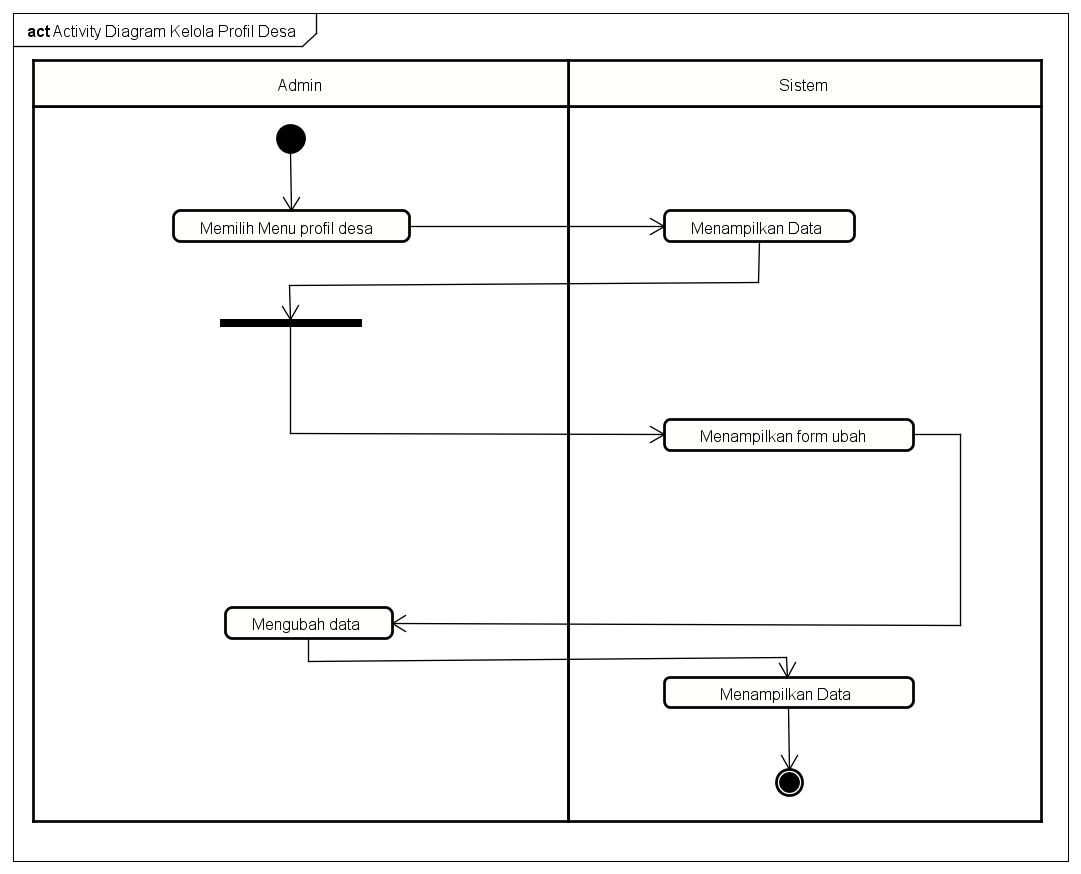 act Activity Diagram Kelola Profil Desa
Admin
Sistem
Memilih Menu profil desa
Menampilkan Data
Menampilkan form ubah
Mengubah data
Menampilkan Data